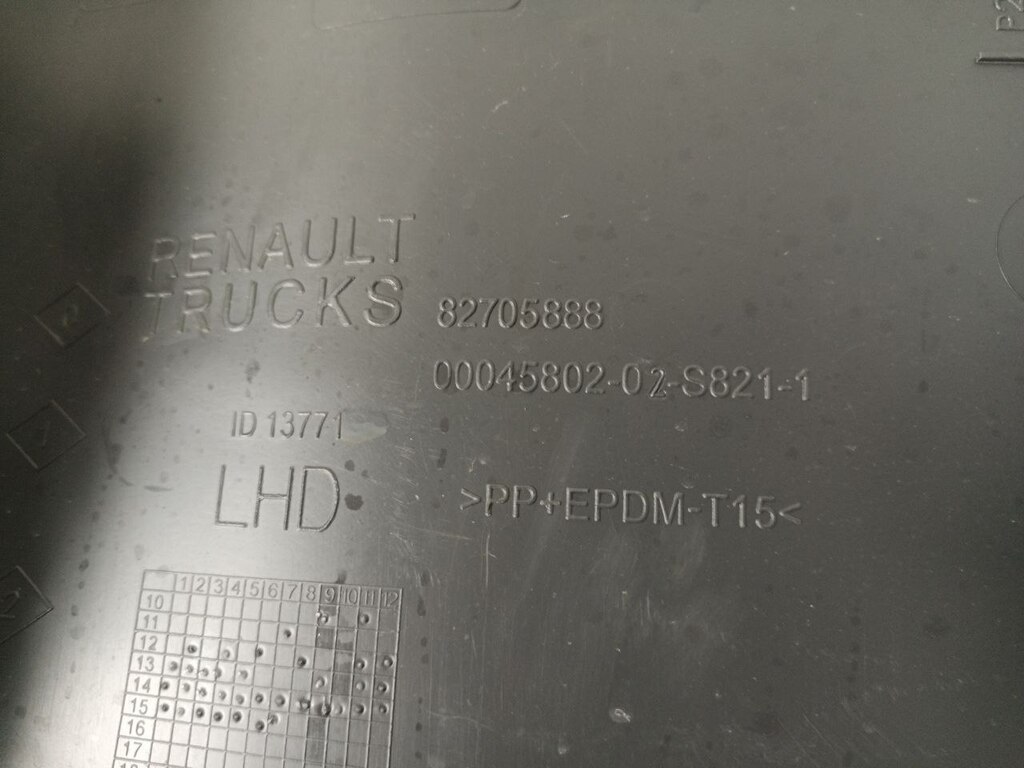 P2
RENAULT
TRUCKS
82705888
00045802-02-S821-1
ID 13771
LHD
>PP+EPDM-T15<
1 2 3 4 5 6 7 8 9 10 11 12
10
11
12
13
14
15
16
17